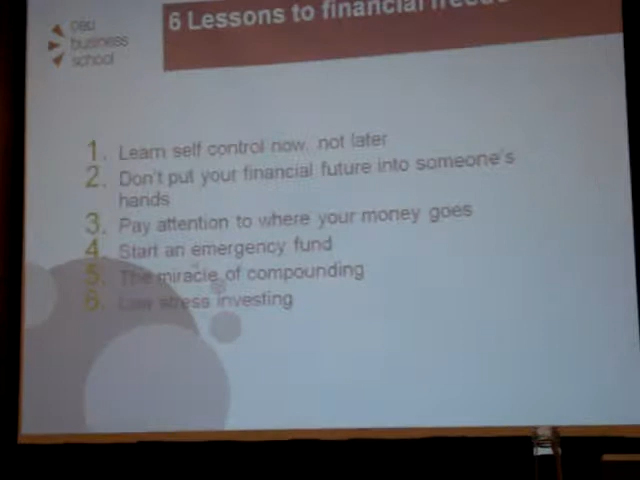 ceu
business
school
6 Lessons to financial freedom
1. Learn self control now, not later
2. Don't put your financial future into someone's
hands
3. Pay attention to where your money goes
4. Start an emergency fund
5. The miracle of compounding
6. Low stress investing